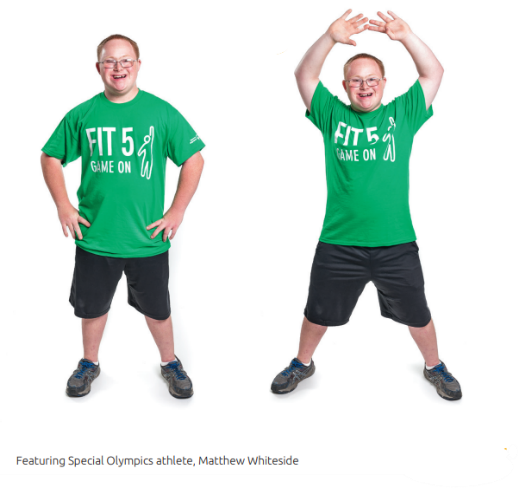 FIT 5
GAME ON
FIT 5
GAME ON
Featuring Special Olympics athlete, Matthew Whiteside